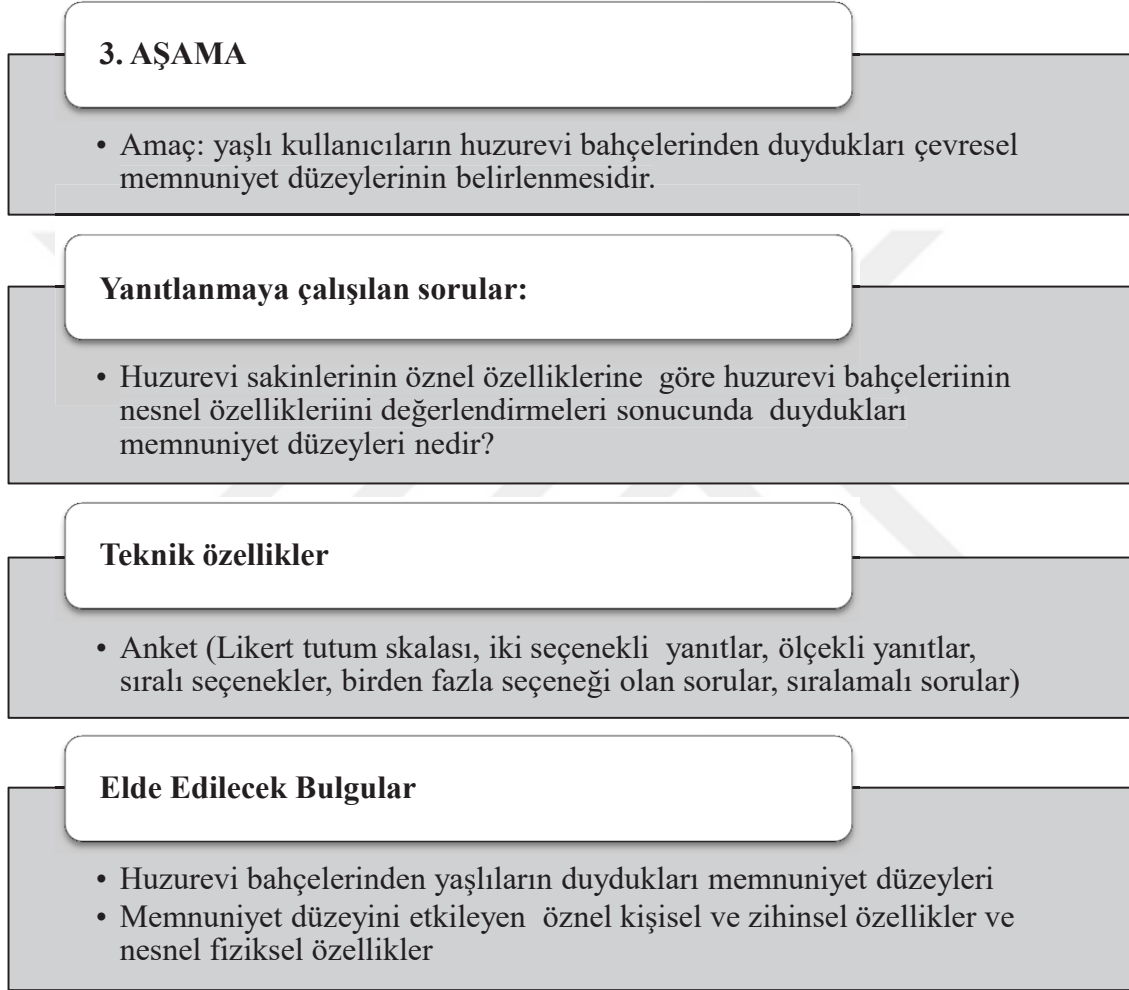 3. AŞAMA
• Amaç: yaşlı kullanıcıların huzurevi bahçelerinden duydukları çevresel
memnuniyet düzeylerinin belirlenmesidir.
Yanıtlanmaya çalışılan sorular:
• Huzurevi sakinlerinin öznel özelliklerine göre huzurevi bahçeleriinin
nesnel özellikleriini değerlendirmeleri sonucunda duydukları
memnuniyet düzeyleri nedir?
Teknik özellikler
• Anket (Likert tutum skalası, iki seçenekli yanıtlar, ölçekli yanıtlar,
sıralı seçenekler, birden fazla seçeneği olan sorular, sıralamalı sorular)
Elde Edilecek Bulgular
• Huzurevi bahçelerinden yaşlıların duydukları memnuniyet düzeyleri
• Memnuniyet düzeyini etkileyen öznel kişisel ve zihinsel özellikler ve
nesnel fiziksel özellikler